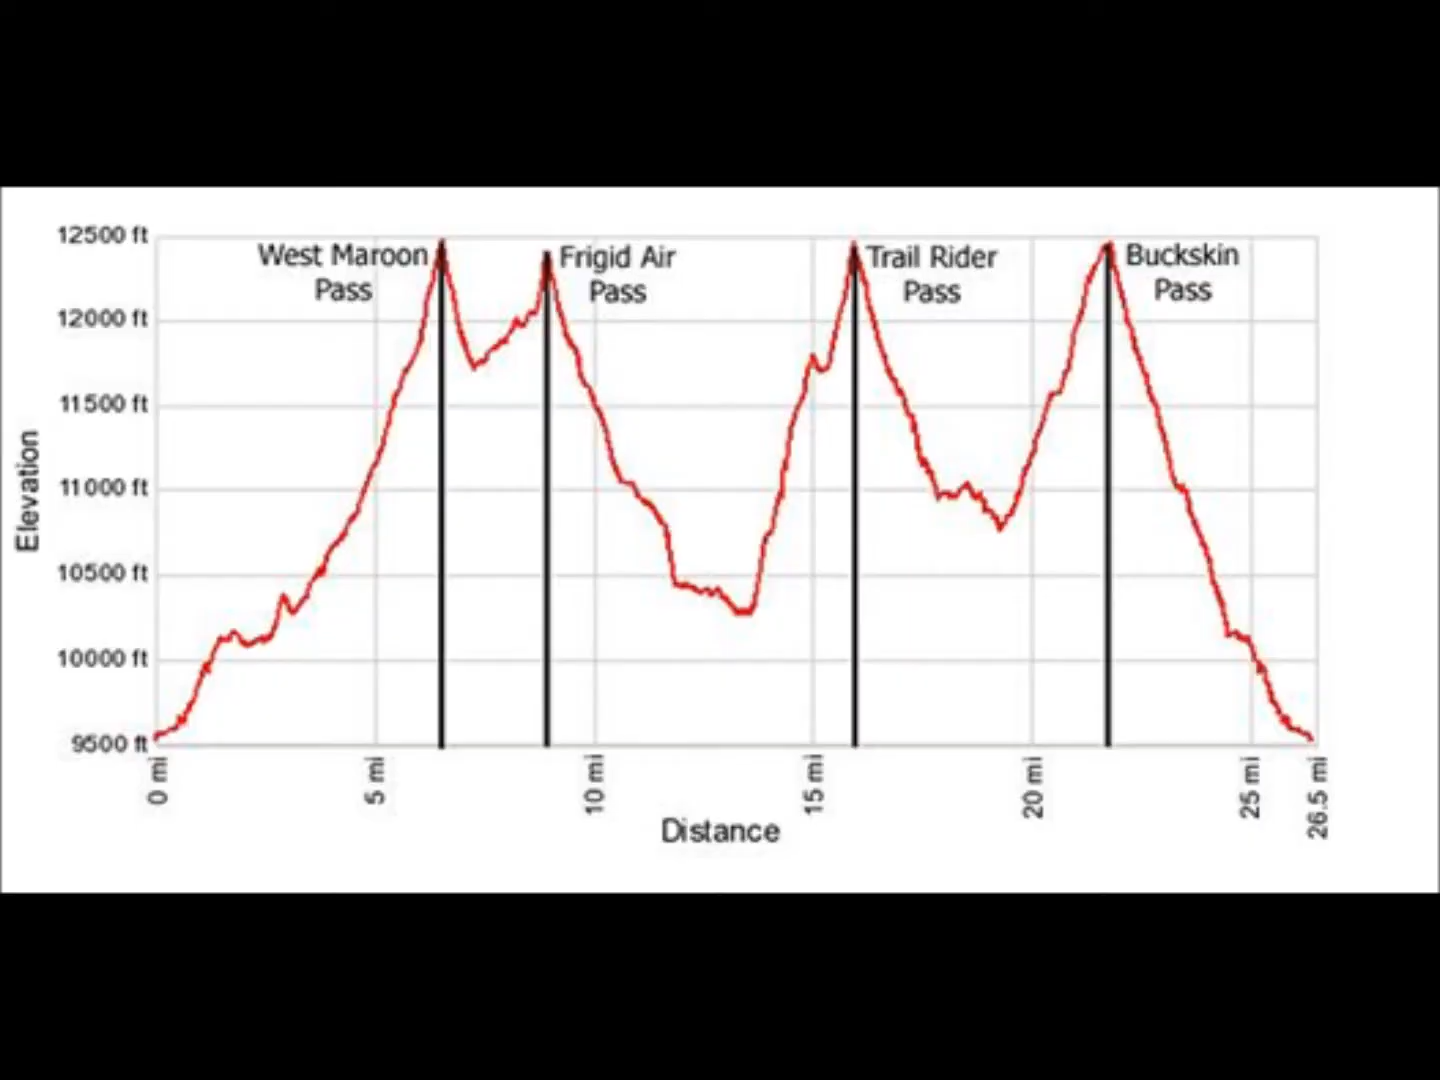 12500 ft
12000 ft
11500 ft
11000 ft
10500 ft
10000 ft
9500 ft
Elevation
West Maroon
Pass
Frigid Air
Pass
Trail Rider
Pass
Buckskin
Pass
0 mi
5 mi
10 mi
15 mi
20 mi
25 mi
26.5 mi
Distance